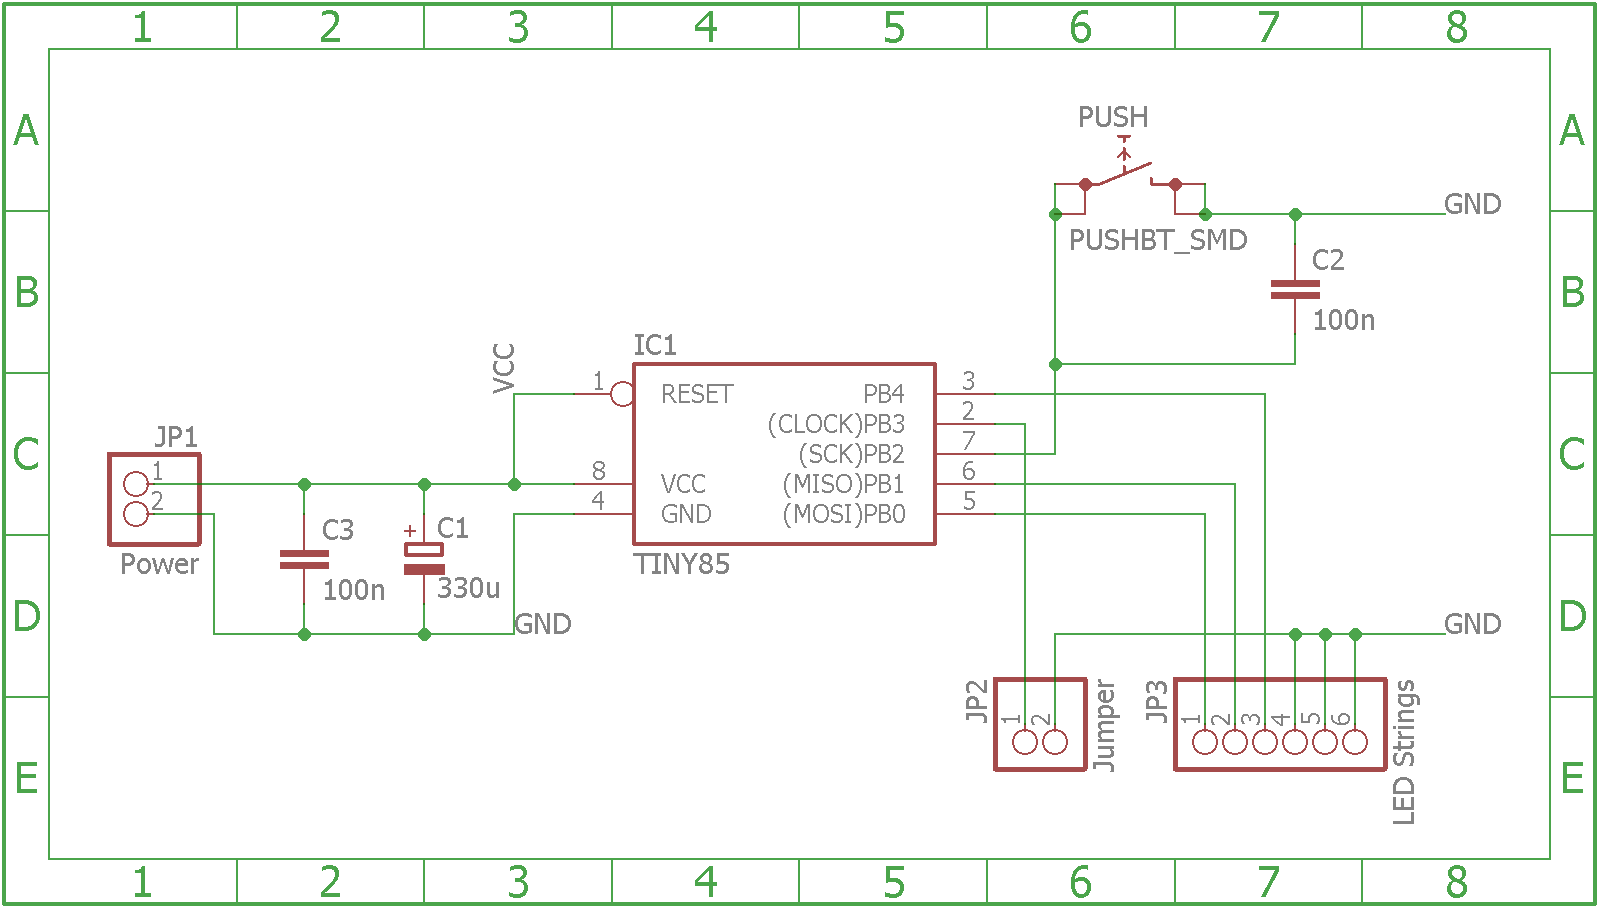 1 2 3 4 5 6 7 8
A A
PUSH
GND
PUSHBT_SMD
C2
B B
100n
IC1
VCC
1 RESET PB4 3
(CLOCK)PB3 2
JP1
(SCK)PB2 7
C C
1
8 VCC (MISO)PB1 6
2
4 GND (MOSI)PB0 5
C3
C1
+
Power
TINY85
100n
330u
D D
GND
GND
JP2
1 2
Jumper
JP3
1 2 3 4 5 6
LED Strings
E E
1 2 3 4 5 6 7 8